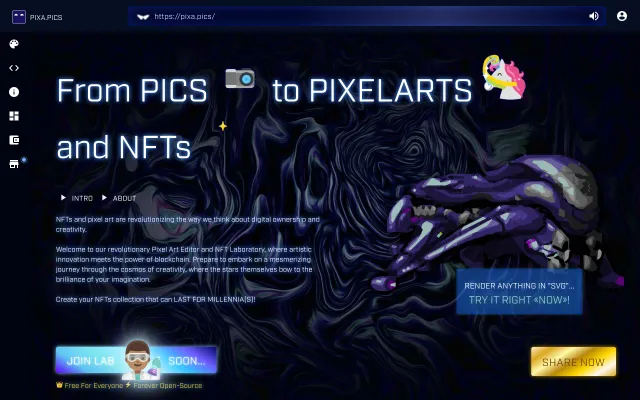 PIXA.PICS
https://pixa.pics/
From PICS to PIXELARTS
and NFTs
INTRO ABOUT
NFTs and pixel art are revolutionizing the way we think about digital ownership and
creativity.
Welcome to our revolutionary Pixel Art Editor and NFT Laboratory, where artistic
innovation meets the power of blockchain. Prepare to embark on a mesmerizing
journey through the cosmos of creativity, where the stars themselves bow to the
brilliance of your imagination.
Create your NFTs collection that can LAST FOR MILLENNIA(S)!
RENDER ANYTHING IN "SVG"...
TRY IT RIGHT «NOW»!
JOIN LAB SOON...
SHARE NOW
Free For Everyone Forever Open-Source